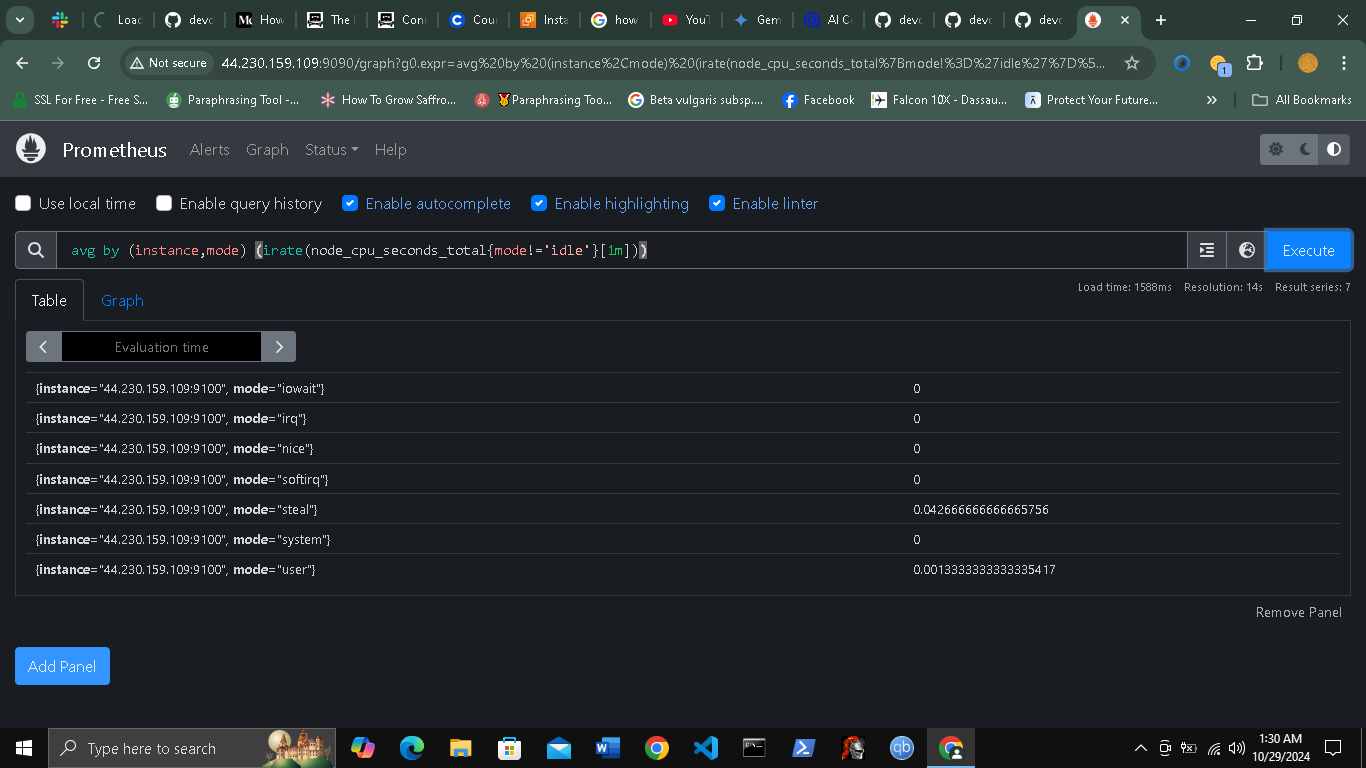 Load
devo
How
The I
Conn
Cour
Insta
how
YouT
Gem
AI Co
devo
devo
devo
Not secure 44.230.159.109:9090/graph?g0.expr=avg%20by%20(instance%2Cmode)%20(irate(node_cpu_seconds_total%7Bmode!%3D%27idle%27%7D%5...
1
SSL For Free - Free S... Paraphrasing Tool -... How To Grow Saffro... Paraphrasing Too... Beta vulgaris subsp.... Facebook Falcon 10X - Dassau... Protect Your Future... » All Bookmarks
Prometheus Alerts Graph Status Help
Use local time Enable query history Enable autocomplete Enable highlighting Enable linter
avg by (instance,mode) (irate(node_cpu_seconds_total{mode!='idle'}[1m])) Execute
Table Graph Load time: 1588ms Resolution: 14s Result series: 7
Evaluation time
{instance="44.230.159.109:9100", mode="iowait"} 0
{instance="44.230.159.109:9100", mode="irq"} 0
{instance="44.230.159.109:9100", mode="nice"} 0
{instance="44.230.159.109:9100", mode="softirq"} 0
{instance="44.230.159.109:9100", mode="steal"} 0.042666666666665756
{instance="44.230.159.109:9100", mode="system"} 0
{instance="44.230.159.109:9100", mode="user"} 0.0013333333333335417
Remove Panel
Add Panel
Type here to search
qb
1:30 AM
10/29/2024